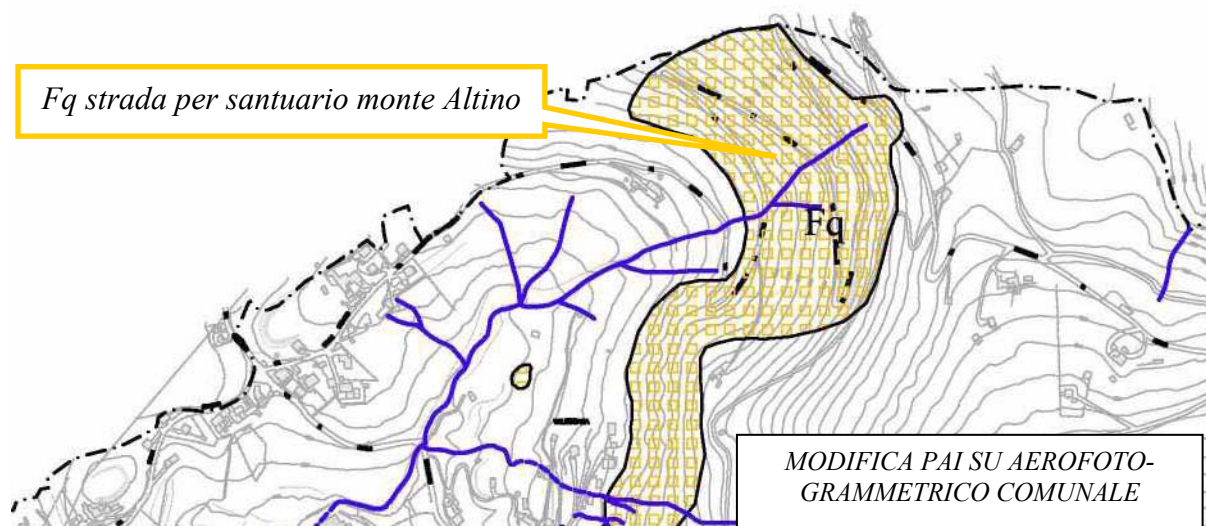 Fq strada per santuario monte Altino
Fq
MODIFICA PAI SU AEROFOTO-
GRAMMETRICO COMUNALE